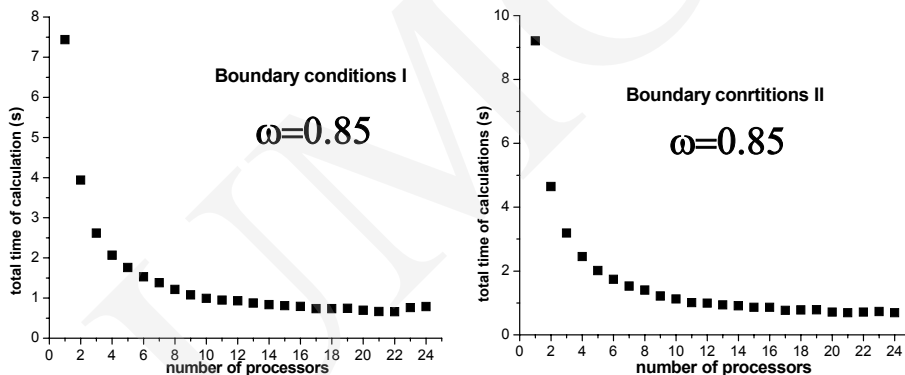 8
7
6
5
4
3
2
1
0
total time of calculation (s)
Boundary conditions I
ω=0.85
0 2 4 6 8 10 12 14 16 18 20 22 24
number of processors
10
8
6
4
2
0
total time of calculations (s)
Boundary conrtitions II
ω=0.85
0 2 4 6 8 10 12 14 16 18 20 22 24
number of processors